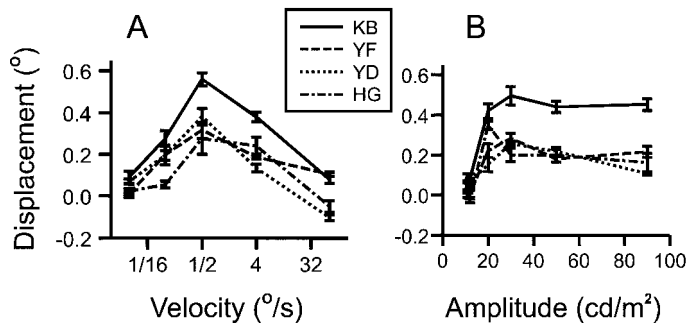 A
KB
YF
YD
HG
B
Displacement (°)
0.6
0.4
0.2
0.0
-0.2
1/16
1/2
4
32
Velocity (°/s)
0.6
0.4
0.2
0.0
-0.2
0
20
40
60
80
100
Amplitude (cd/m²)